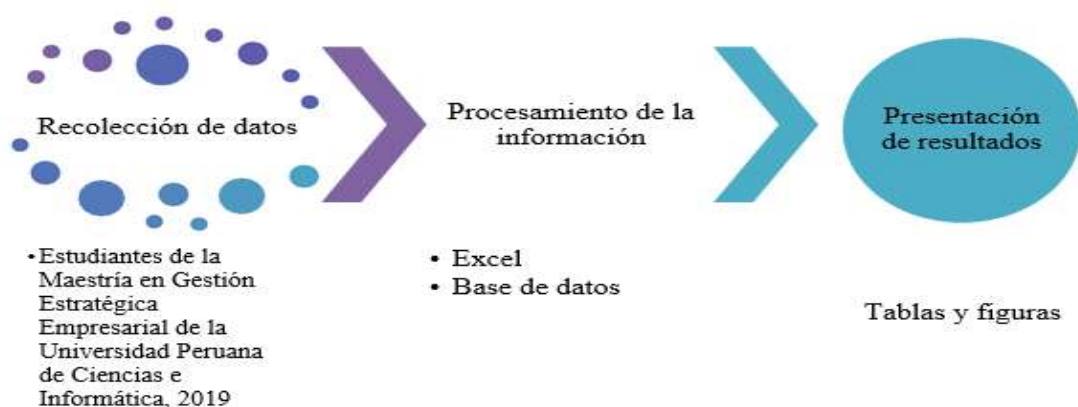 Recolección de datos
•Estudiantes de la
Maestría en Gestión
Estratégica
Empresarial de la
Universidad Peruana
de Ciencias e
Informática, 2019
Procesamiento de la
información
• Excel
• Base de datos
Presentación
de resultados
Tablas y figuras